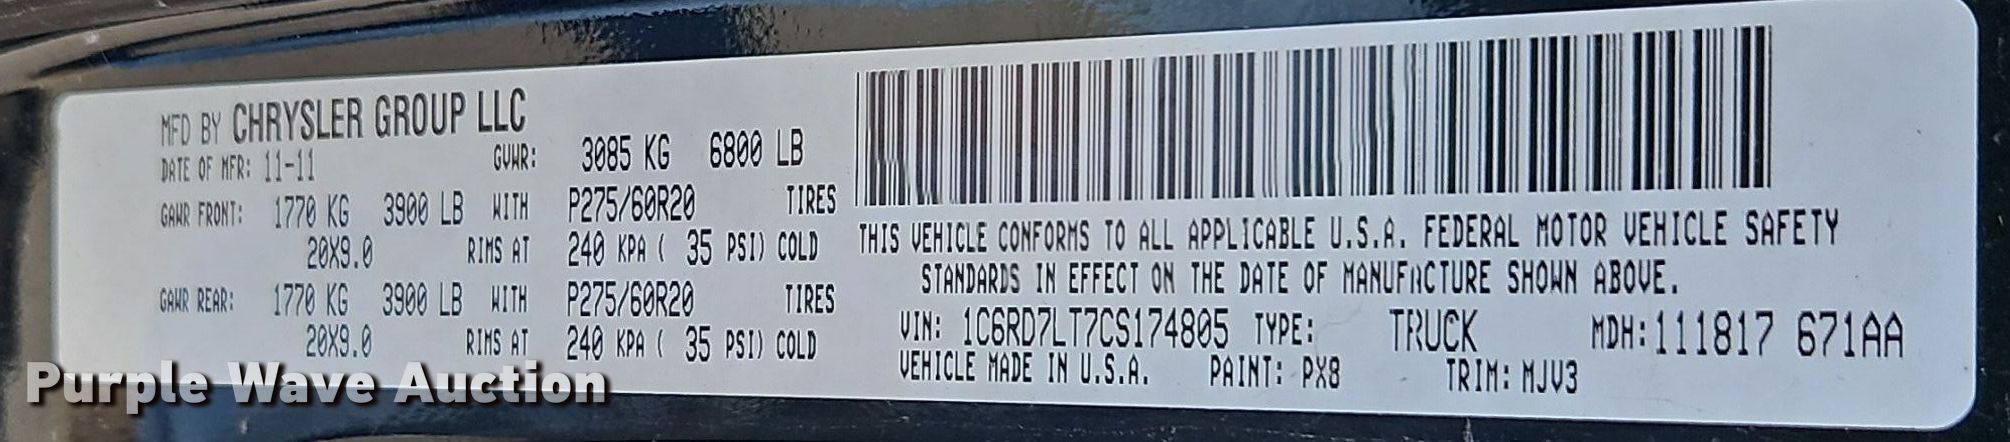 MFD BY CHRYSLER GROUP LLC
DATE OF MFR: 11-11 GVWR: 3085 KG 6800 LB
GAWR FRONT: 1770 KG 3900 LB WITH P275/60R20 TIRES
20X9.0 RIMS AT 240 KPA ( 35 PSI) COLD
GAWR REAR: 1770 KG 3900 LB WITH P275/60R20 TIRES
20X9.0 RIMS AT 240 KPA ( 35 PSI) COLD
THIS VEHICLE CONFORMS TO ALL APPLICABLE U.S.A. FEDERAL MOTOR VEHICLE SAFETY
STANDARDS IN EFFECT ON THE DATE OF MANUFACTURE SHOWN ABOVE.
VIN: 1C6RD7LT7CS174805 TYPE: TRUCK MDH: 111817 671AA
VEHICLE MADE IN U.S.A. PAINT: PX8 TRIM: MJV3
Purple Wave Auction